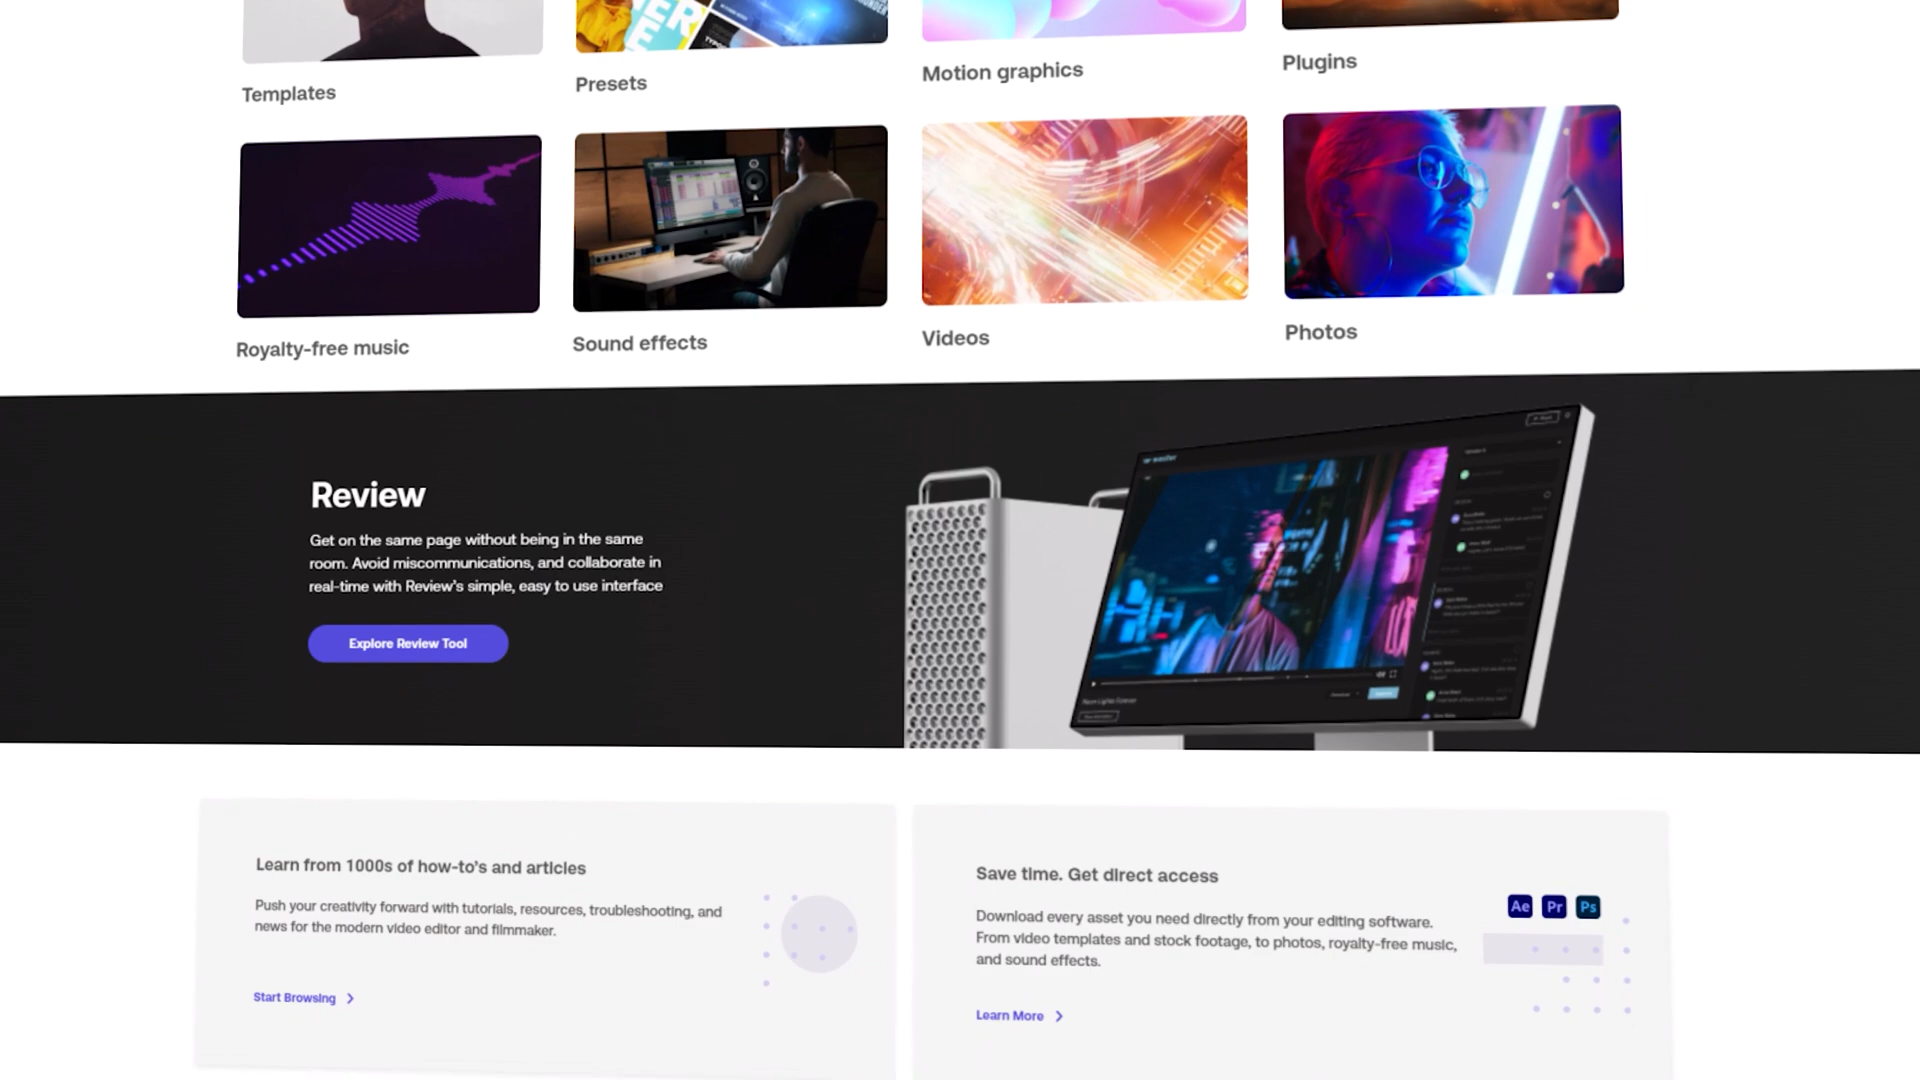 Templates
Presets
Motion graphics
Plugins
Royalty-free music
Sound effects
Videos
Photos
Review
Get on the same page without being in the same
room. Avoid miscommunications, and collaborate in
real-time with Review's simple, easy to use interface
Explore Review Tool
Learn from 1000s of how-to's and articles
Push your creativity forward with tutorials, resources, troubleshooting, and
news for the modern video editor and filmmaker.
Start Browsing
Save time. Get direct access
Download every asset you need directly from your editing software.
From video templates and stock footage, to photos, royalty-free music,
and sound effects.
Ae Pr Ps
Learn More